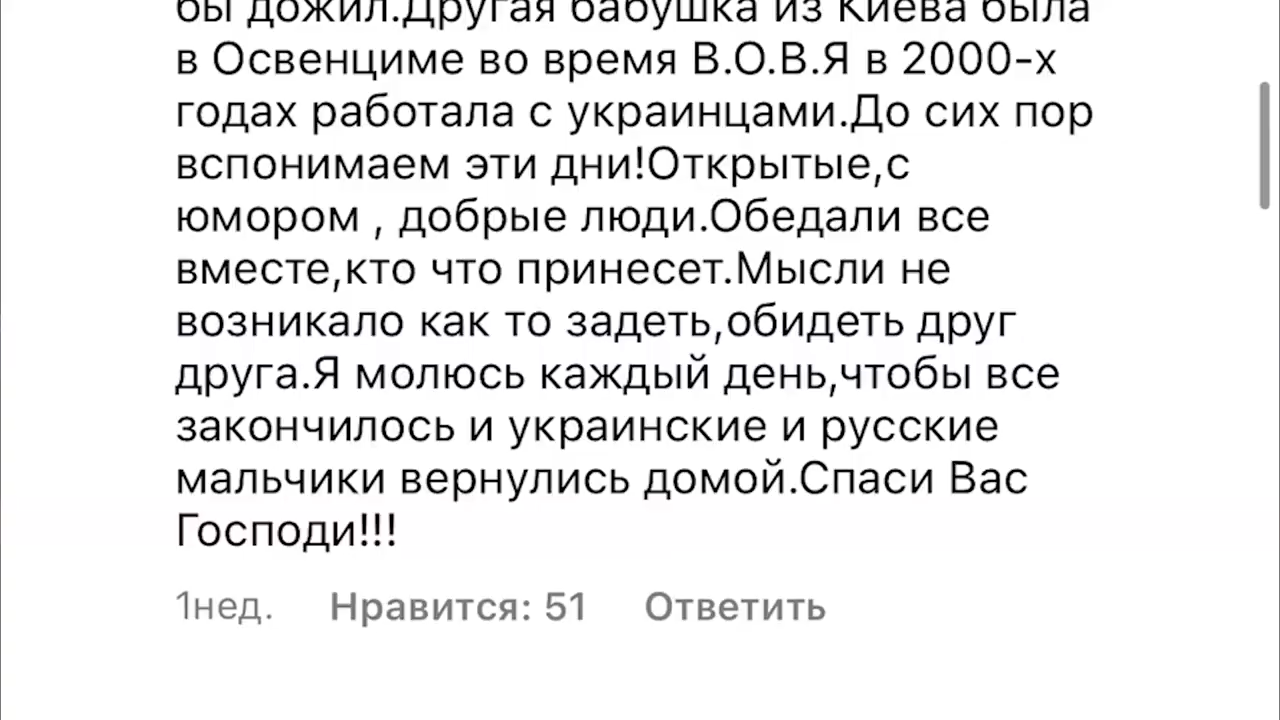 бы дожил.Другая бабушка из Киева была
в Освенциме во время В.О.В.Я в 2000-х
годах работала с украинцами.До сих пор
вспонимаем эти дни!Открытые,с
юмором , добрые люди.Обедали все
вместе,кто что принесет.Мысли не
возникало как то задеть,обидеть друг
друга.Я молюсь каждый день,чтобы все
закончилось и украинские и русские
мальчики вернулись домой.Спаси Вас
Господи!!!
1нед. Нравится: 51 Ответить